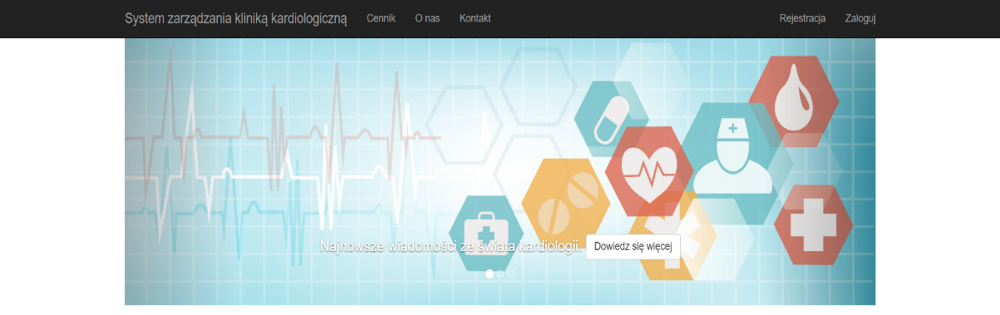 System zarządzania kliniką kardiologiczną Cennik O nas Kontakt Rejestracja Zaloguj
Najnowsze wiadomości ze świata kardiologii.. Dowiedz się więcej